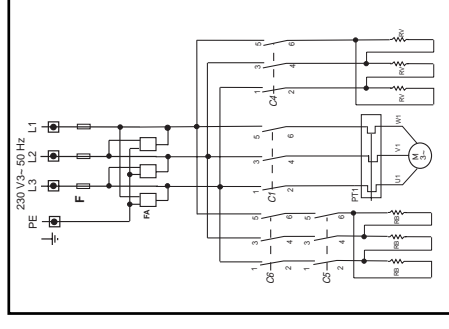 230 V3~ 50 Hz
PE L3 L2 L1
F
FA
1 2 3 4 5 6
C6
1 2 3 4 5 6
C5
1 2 3 4 5 6
C1
1 2 3 4 5 6
C4
PT1
U1 V1 W1
M
3~
RB RB RB
RV RV RV